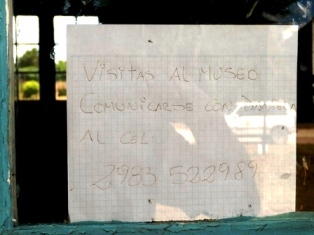 VISITAS AL MUSEO
COMUNICARSE CON
AL CEL
2983 522989